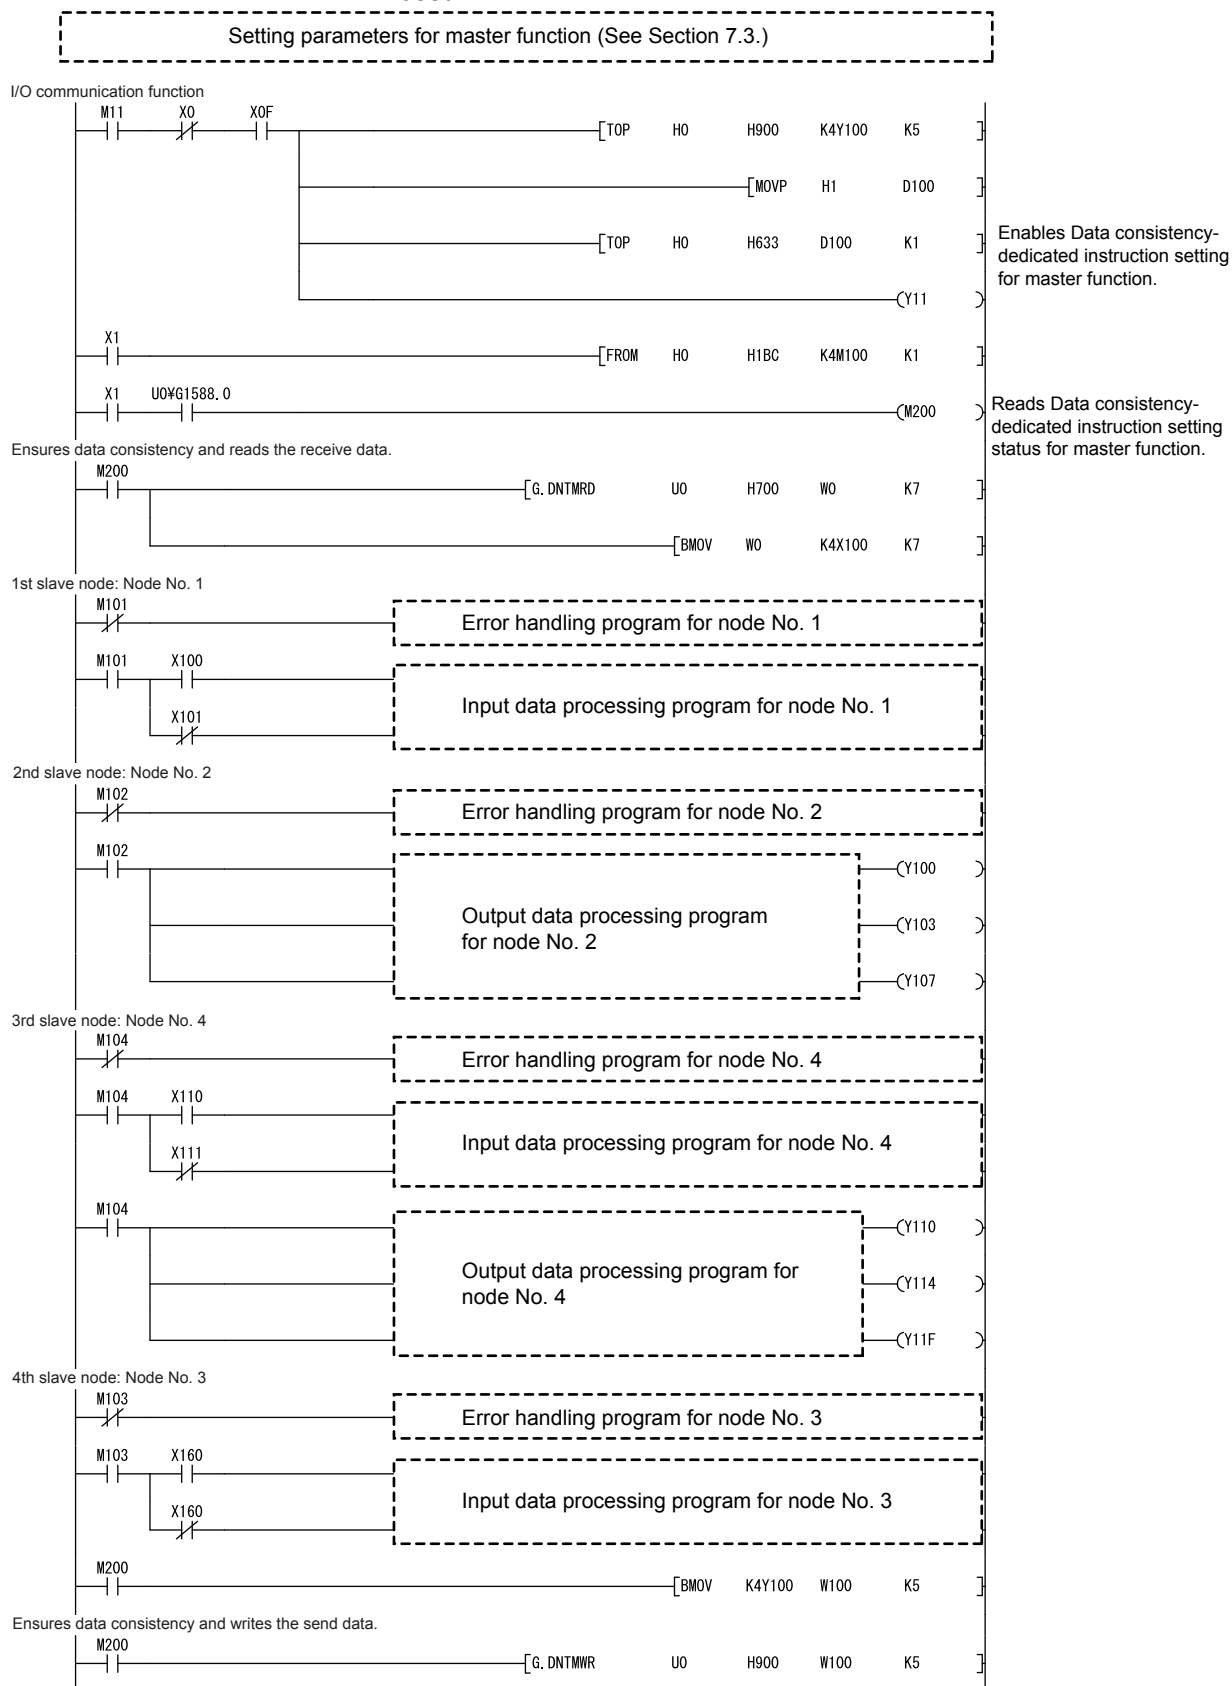 Setting parameters for master function (See Section 7.3.)
I/O communication function
M11 X0 X0F
TOP H0 H900 K4Y100 K5
MOVP H1 D100
TOP H0 H633 D100 K1
Enables Data consistency-
dedicated instruction setting
for master function.
Y11
X1
FROM H0 H1BC K4M100 K1
X1 U0¥G1588.0
M200
Reads Data consistency-
dedicated instruction setting
status for master function.
Ensures data consistency and reads the receive data.
M200
G.DNTMRD U0 H700 W0 K7
BMOV W0 K4X100 K7
1st slave node: Node No. 1
M101
Error handling program for node No. 1
M101 X100
Input data processing program for node No. 1
X101
2nd slave node: Node No. 2
M102
Error handling program for node No. 2
M102
Y100
Output data processing program
for node No. 2
Y103
Y107
3rd slave node: Node No. 4
M104
Error handling program for node No. 4
M104 X110
Input data processing program for node No. 4
X111
M104
Y110
Output data processing program for
node No. 4
Y114
Y11F
4th slave node: Node No. 3
M103
Error handling program for node No. 3
M103 X160
Input data processing program for node No. 3
X160
M200
BMOV K4Y100 W100 K5
Ensures data consistency and writes the send data.
M200
G.DNTMWR U0 H900 W100 K5